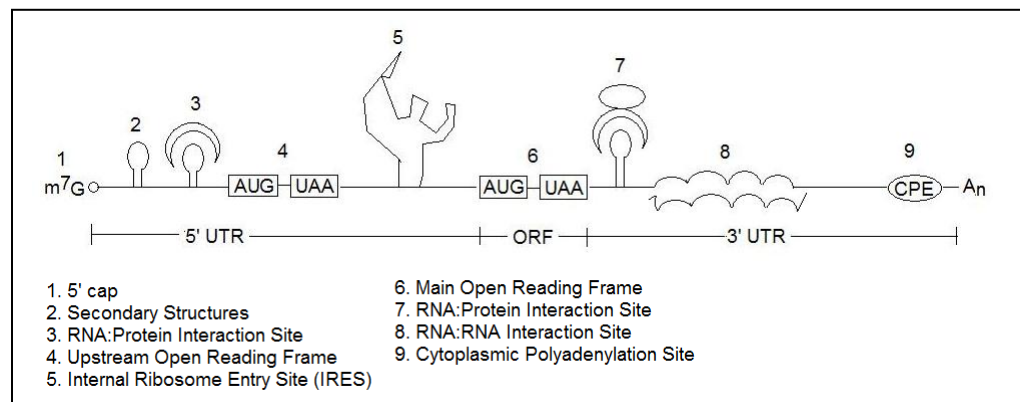 5
7
3
2
4
6
8
9
1
m⁷G
AUG
UAA
AUG
UAA
CPE
An
5' UTR
ORF
3' UTR
1. 5' cap
2. Secondary Structures
3. RNA:Protein Interaction Site
4. Upstream Open Reading Frame
5. Internal Ribosome Entry Site (IRES)
6. Main Open Reading Frame
7. RNA:Protein Interaction Site
8. RNA:RNA Interaction Site
9. Cytoplasmic Polyadenylation Site